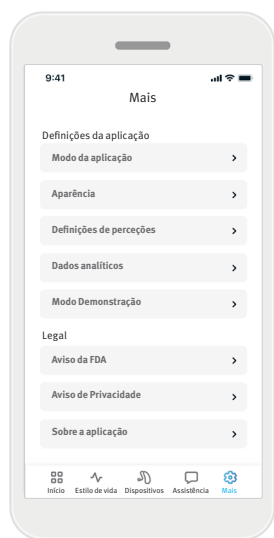 9:41
Mais
Definições da aplicação
Modo da aplicação
Aparência
Definições de perceções
Dados analíticos
Modo Demonstração
Legal
Aviso da FDA
Aviso de Privacidade
Sobre a aplicação
Início Estilo de vida Dispositivos Assistência Mais